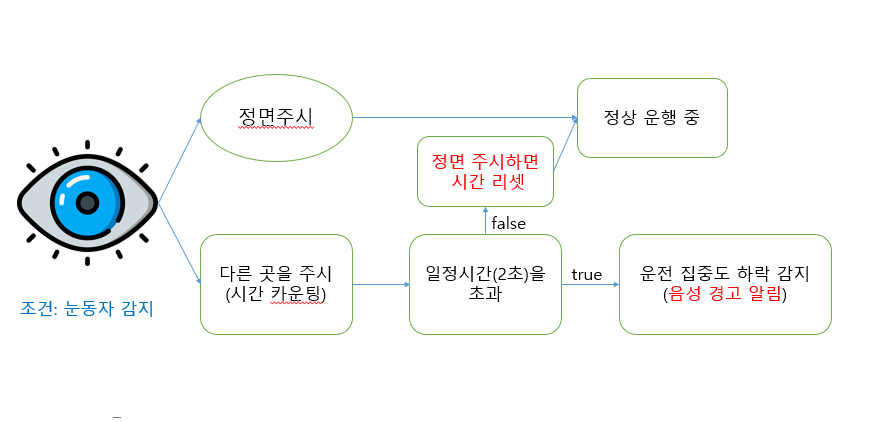 정면주시
정상 운행 중
정면 주시하면
시간 리셋
false
다른 곳을 주시
(시간 카운팅)
일정시간(2초)을
초과
true
운전 집중도 하락 감지
(음성 경고 알림)
조건: 눈동자 감지